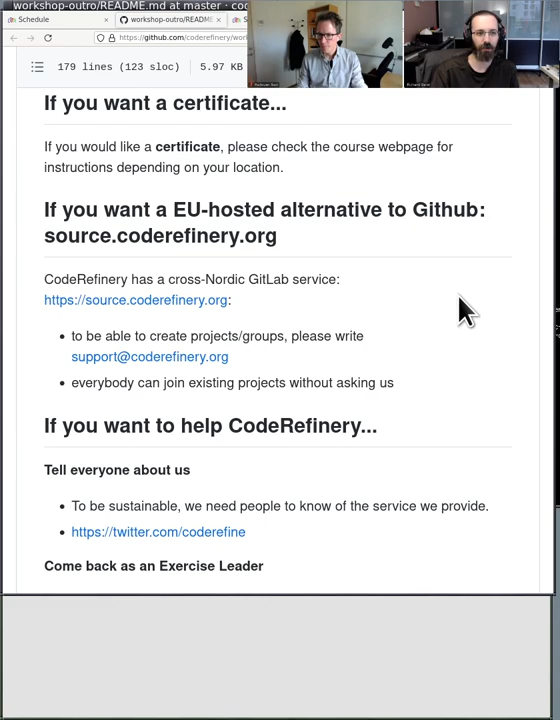 workshop-outro/README.md at master · co
Schedule
workshop-outro/README
https://github.com/coderefinery/wor
179 lines (123 sloc)
5.97 KB
If you want a certificate...
If you would like a certificate, please check the course webpage for
instructions depending on your location.
If you want a EU-hosted alternative to Github:
source.coderefinery.org
CodeRefinery has a cross-Nordic GitLab service:
https://source.coderefinery.org:
• to be able to create projects/groups, please write
support@coderefinery.org
• everybody can join existing projects without asking us
If you want to help CodeRefinery...
Tell everyone about us
• To be sustainable, we need people to know of the service we provide.
• https://twitter.com/coderefine
Come back as an Exercise Leader